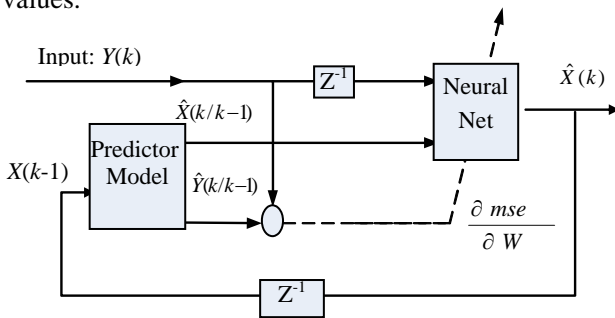 values.
Input: Y(k)
Z⁻¹
Neural
Net
X̂(k)
X̂(k/k−1)
Predictor
Model
X(k-1)
Ŷ(k/k−1)
∂ mse
∂ W
Z⁻¹